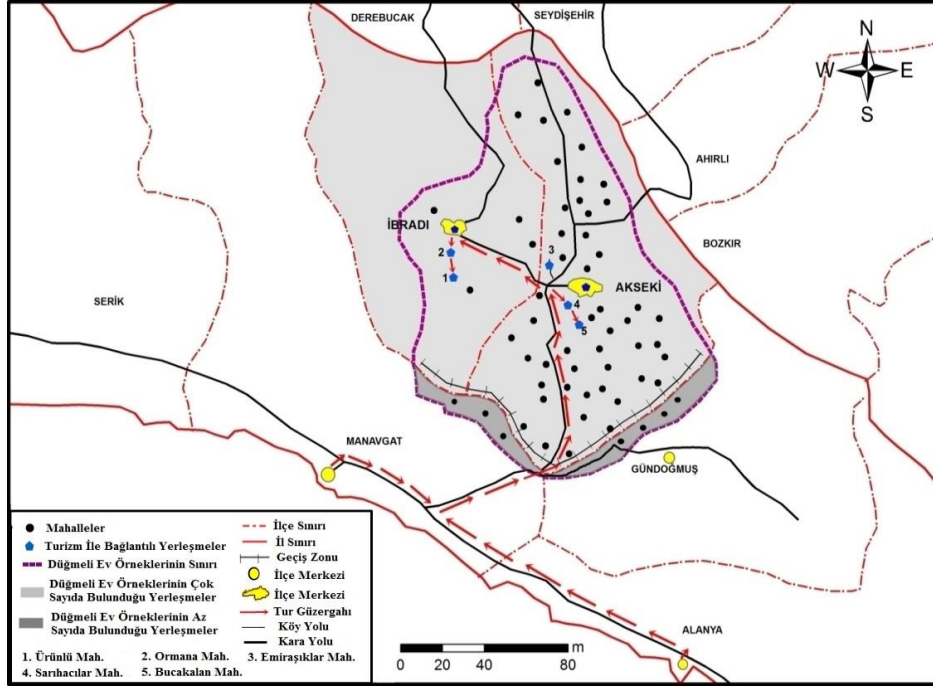 DEREBUCAK
SEYDİŞEHİR
N
W E
S
AHIRLI
İBRADI
BOZKIR
2
3
1
AKSEKİ
SERİK
4
5
MANAVGAT
GÜNDOĞMUŞ
ALANYA
Mahalleler
Turizm İle Bağlantılı Yerleşmeler
Düğmeli Ev Örneklerinin Sınırı
Düğmeli Ev Örneklerinin Çok
Sayıda Bulunduğu Yerleşmeler
Düğmeli Ev Örneklerinin Az
Sayıda Bulunduğu Yerleşmeler
İlçe Sınırı
İl Sınırı
Geçiş Zonu
İlçe Merkezi
İlçe Merkezi
Tur Güzergahı
Köy Yolu
Kara Yolu
1. Ürünlü Mah. 2. Ormana Mah. 3. Emiraşıklar Mah.
4. Sarıhacılar Mah. 5. Bucakalan Mah.
m
0 20 40 80